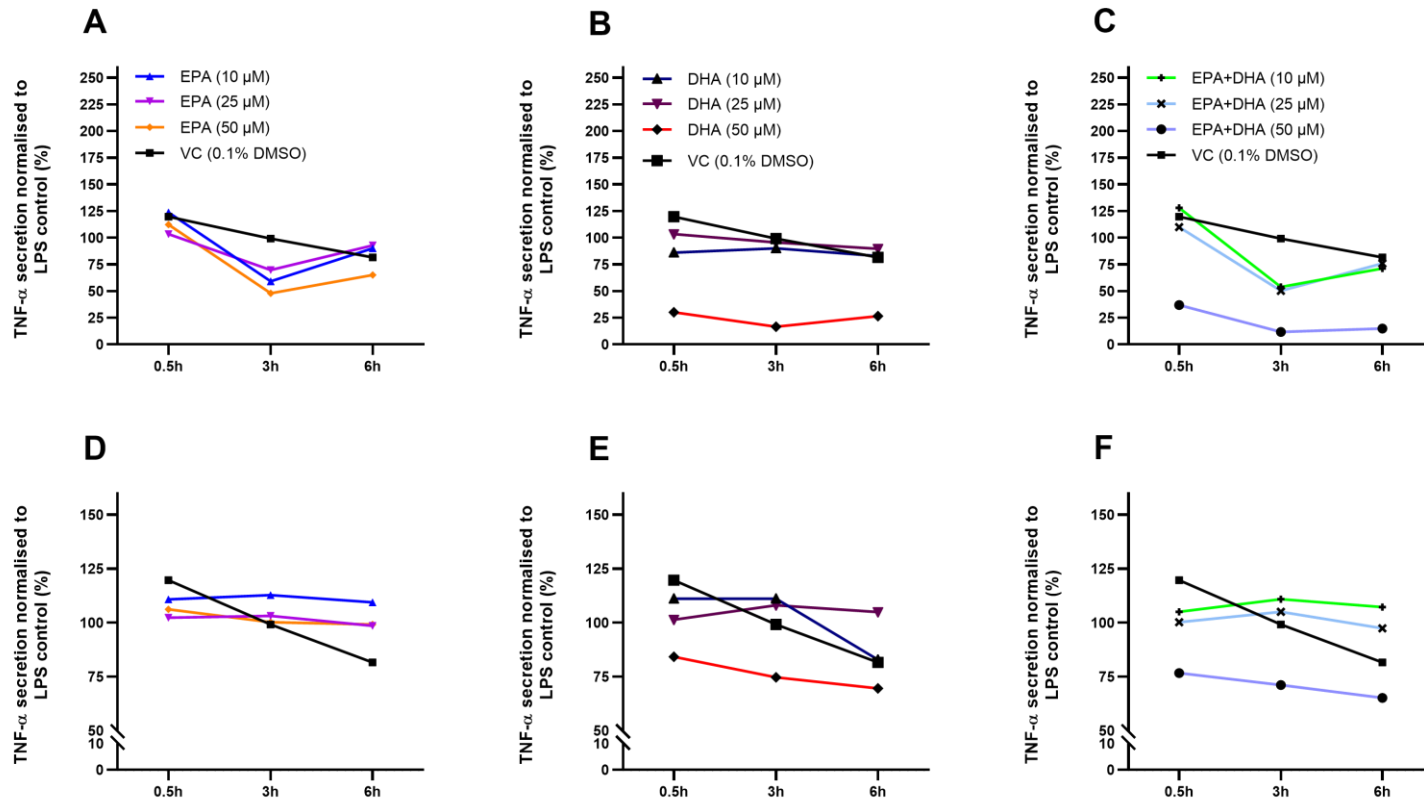 A
TNF-α secretion normalised to
LPS control (%)
250
225
200
175
150
125
100
75
50
25
0
EPA (10 µM)
EPA (25 µM)
EPA (50 µM)
VC (0.1% DMSO)
0.5h 3h 6h
B
TNF-α secretion normalised to
LPS control (%)
250
225
200
175
150
125
100
75
50
25
0
DHA (10 µM)
DHA (25 µM)
DHA (50 µM)
VC (0.1% DMSO)
0.5h 3h 6h
C
TNF-α secretion normalised to
LPS control (%)
250
225
200
175
150
125
100
75
50
25
0
EPA+DHA (10 µM)
EPA+DHA (25 µM)
EPA+DHA (50 µM)
VC (0.1% DMSO)
0.5h 3h 6h
D
TNF-α secretion normalised to
LPS control (%)
150
125
100
75
50
10
0
0.5h 3h 6h
E
TNF-α secretion normalised to
LPS control (%)
150
125
100
75
50
10
0
0.5h 3h 6h
F
TNF-α secretion normalised to
LPS control (%)
150
125
100
75
50
10
0
0.5h 3h 6h